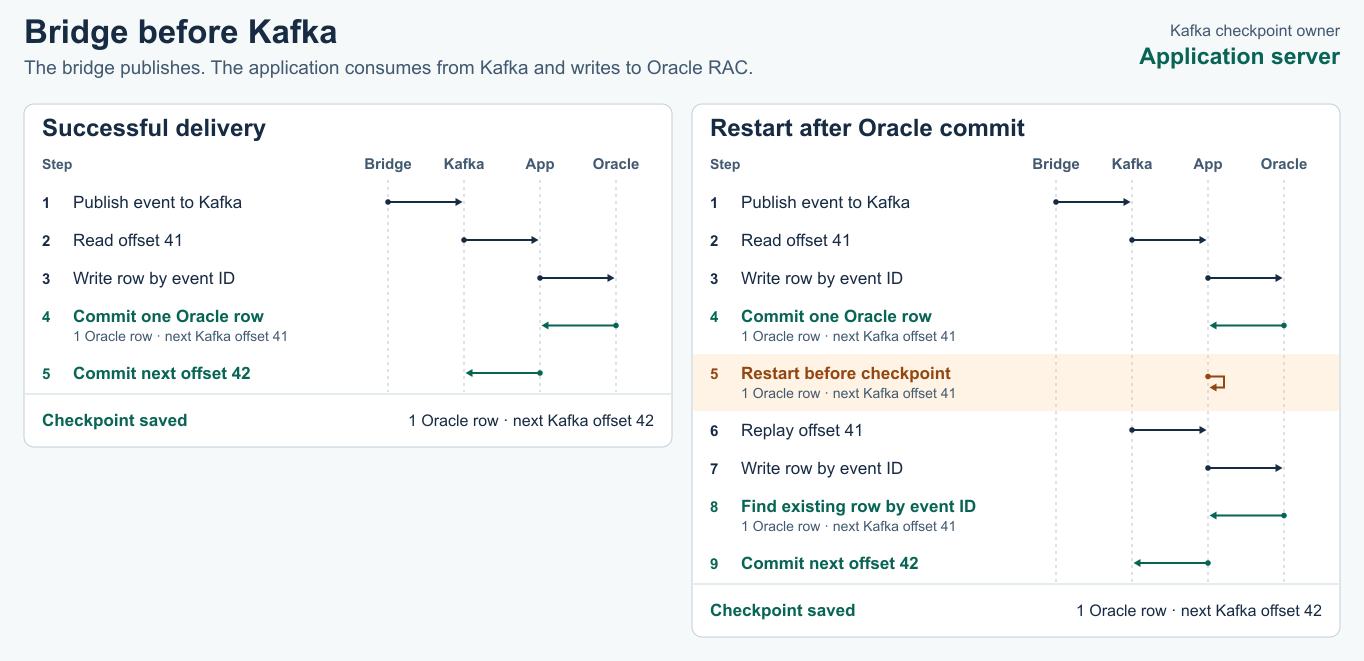 Bridge before Kafka
The bridge publishes. The application consumes from Kafka and writes to Oracle RAC.
Kafka checkpoint owner
Application server
Successful delivery
Step Bridge Kafka App Oracle
1 Publish event to Kafka
2 Read offset 41
3 Write row by event ID
4 Commit one Oracle row
1 Oracle row · next Kafka offset 41
5 Commit next offset 42
Checkpoint saved 1 Oracle row · next Kafka offset 42
Restart after Oracle commit
Step Bridge Kafka App Oracle
1 Publish event to Kafka
2 Read offset 41
3 Write row by event ID
4 Commit one Oracle row
1 Oracle row · next Kafka offset 41
5 Restart before checkpoint
1 Oracle row · next Kafka offset 41
6 Replay offset 41
7 Write row by event ID
8 Find existing row by event ID
1 Oracle row · next Kafka offset 41
9 Commit next offset 42
Checkpoint saved 1 Oracle row · next Kafka offset 42